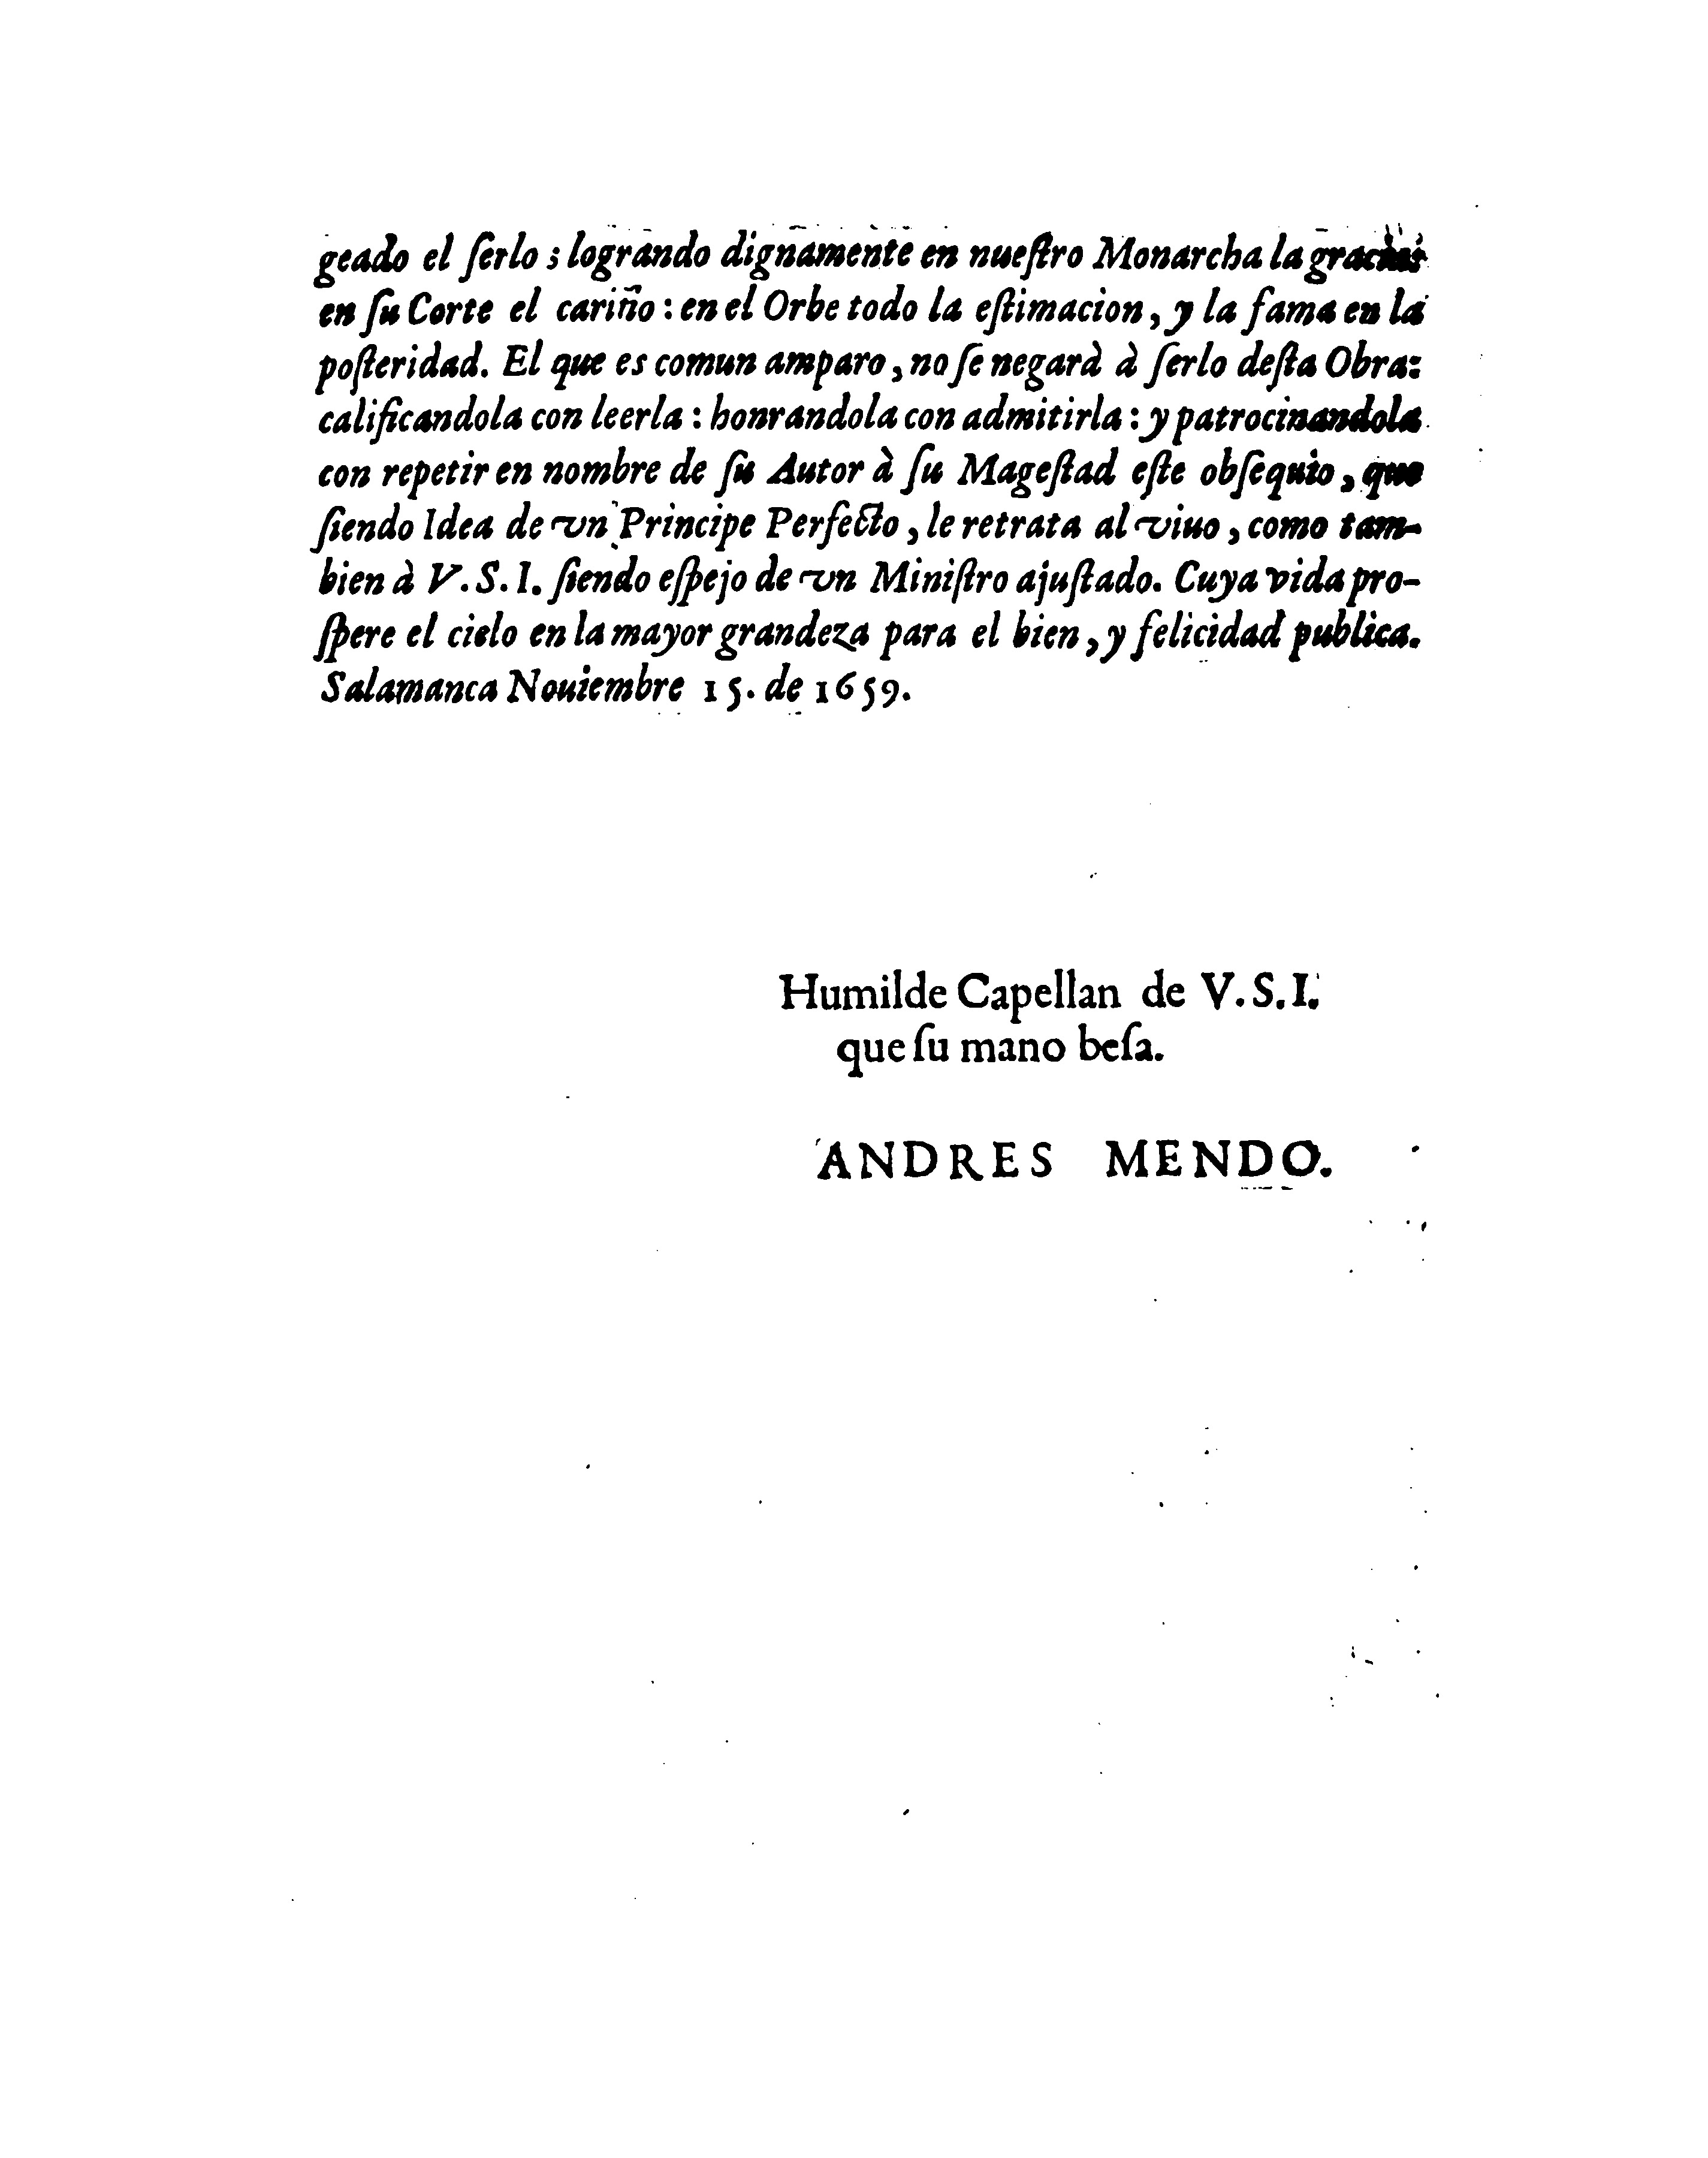 geado el ſerlo; logrando dignamente en nueſtro Monarcha la
en ſu Corte el cariño: en el Orbe todo la eſtimacion, y la fama en la
poſteridad. El que es comun amparo, no ſe negarà à ſerlo deſta Obra:
calificandola con leerla: honrandola con admitirla: y patrocinandola
con repetir en nombre de ſu Autor à ſu Mageſtad eſte obſequio, que
ſiendo Idea de vn Principe Perfecto, le retrata al viuo, como tam-
bien à V. S. I. ſiendo eſpejo de vn Miniſtro ajuſtado. Cuya vida pro-
ſpere el cielo en la mayor grandeza para el bien, y felicidad publica.
Salamanca Nouiembre 15. de 1659.
Humilde Capellan de V. S. I.
que ſu mano beſa.
ANDRES MENDO.